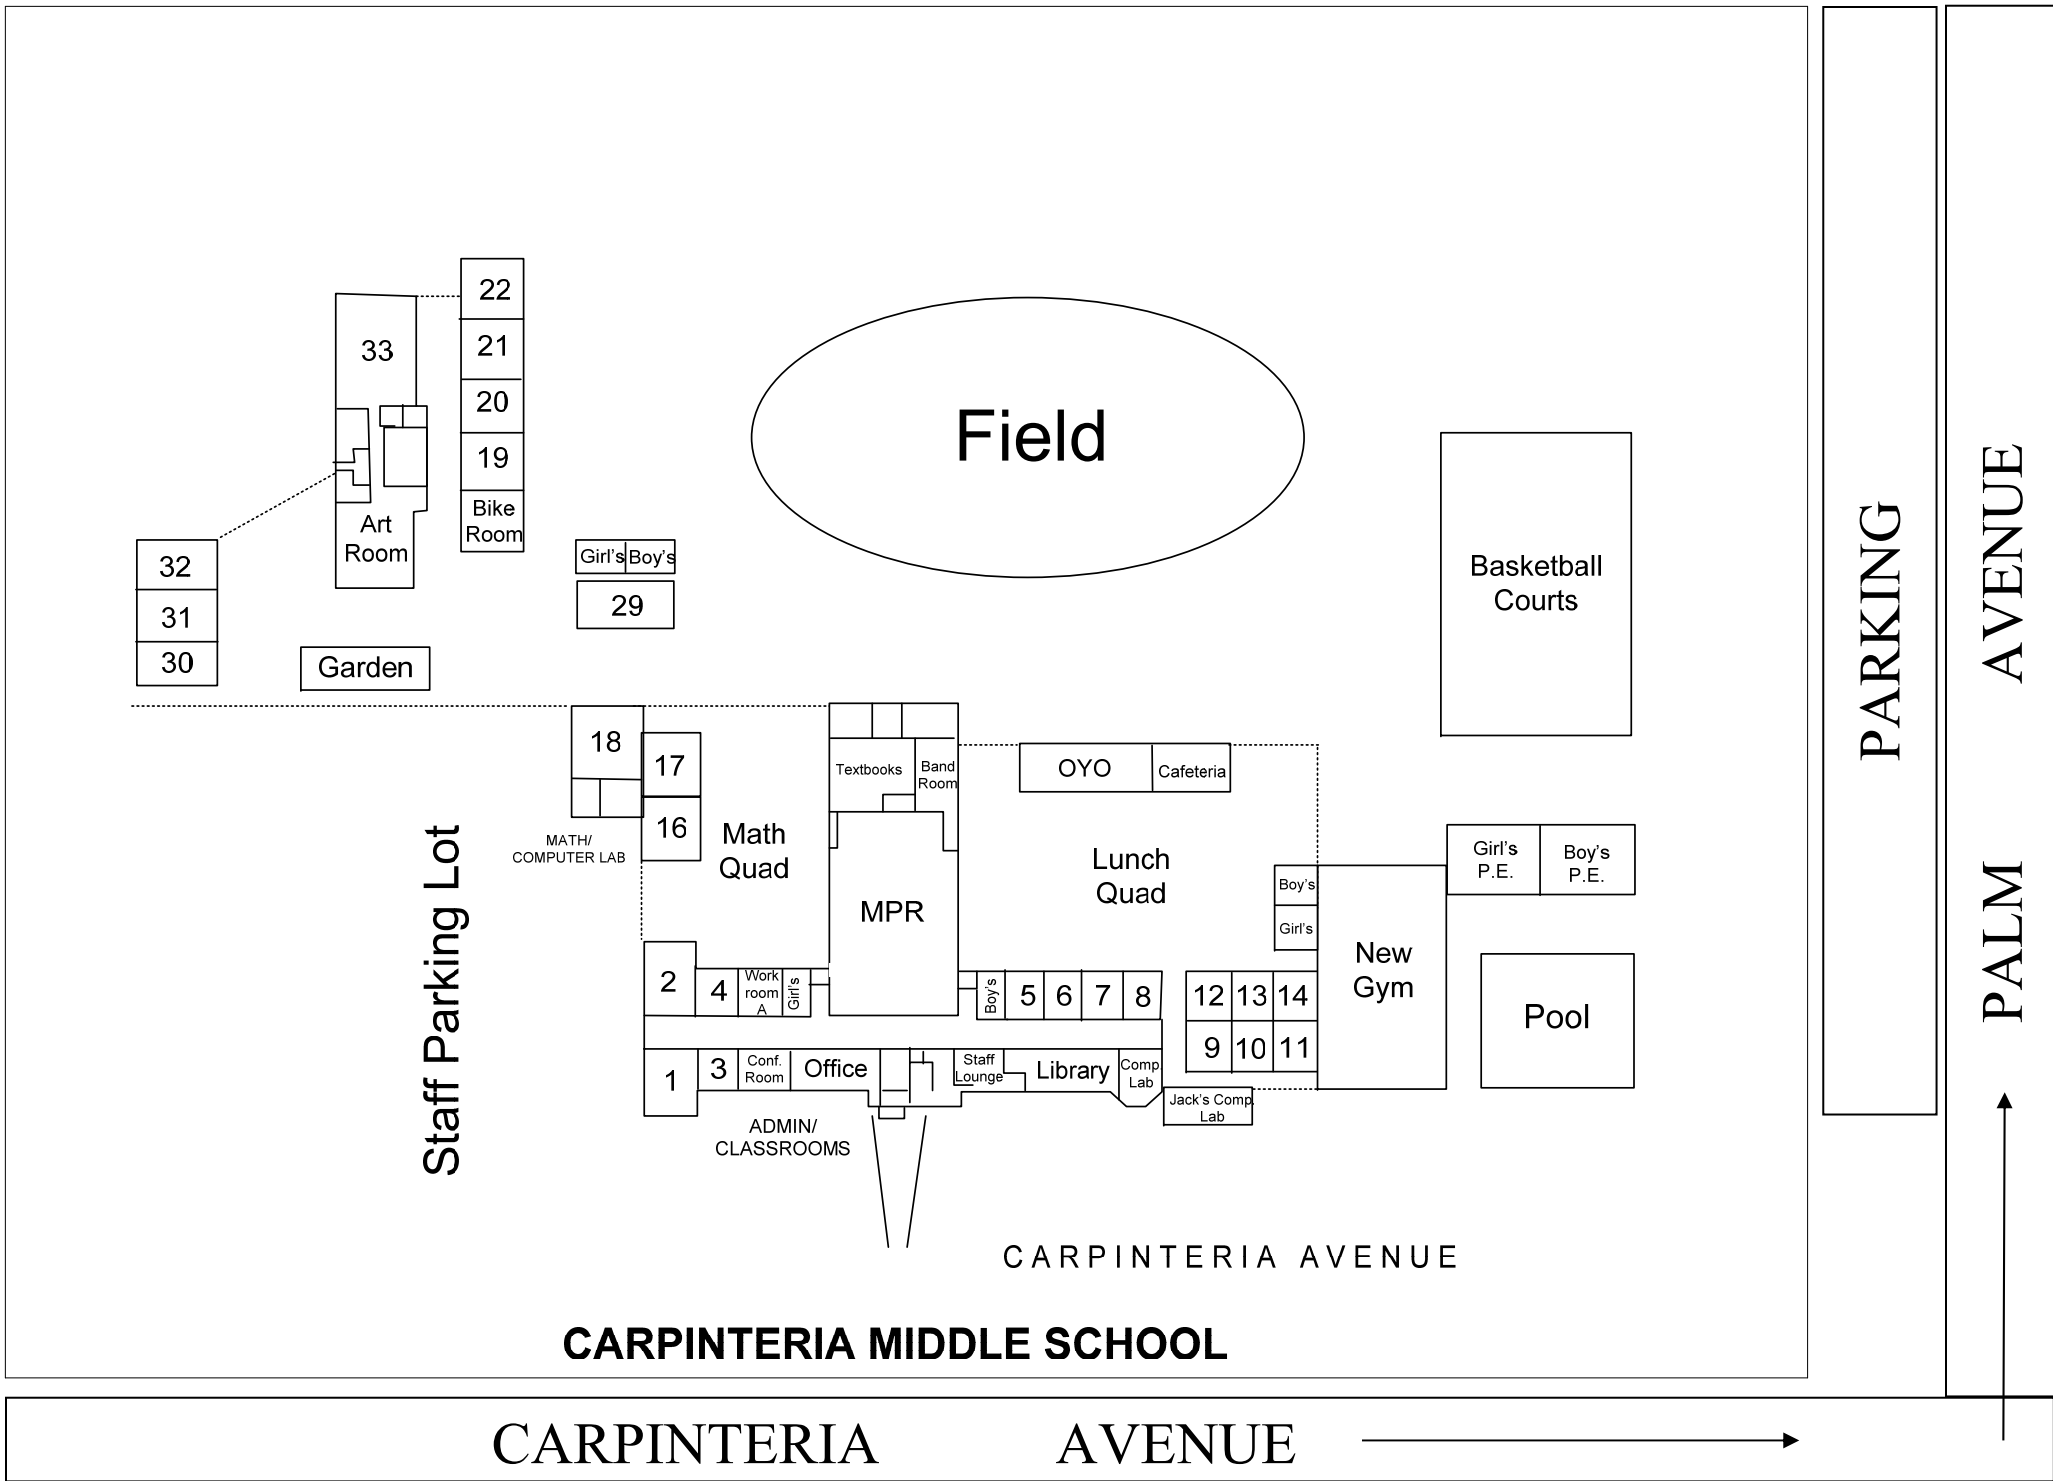 22
33
21
20
19
Bike
Room
Art
Room
Field
32
31
30
Girl's
Boy's
29
Garden
Basketball
Courts
PARKING
PALM AVENUE
18
17
16
MATH/
COMPUTER LAB
Math
Quad
Textbooks
Band
Room
MPR
OYO
Cafeteria
Lunch
Quad
Girl's
P.E.
Boy's
P.E.
Boy's
Girl's
New
Gym
Pool
Staff Parking Lot
2
4
Work
room
A
Girl's
Boy's
5
6
7
8
12
13
14
9
10
11
1
3
Conf.
Room
Office
Staff
Lounge
Library
Comp.
Lab
Jack's Comp.
Lab
ADMIN/
CLASSROOMS
CARPINTERIA AVENUE
CARPINTERIA MIDDLE SCHOOL
CARPINTERIA AVENUE